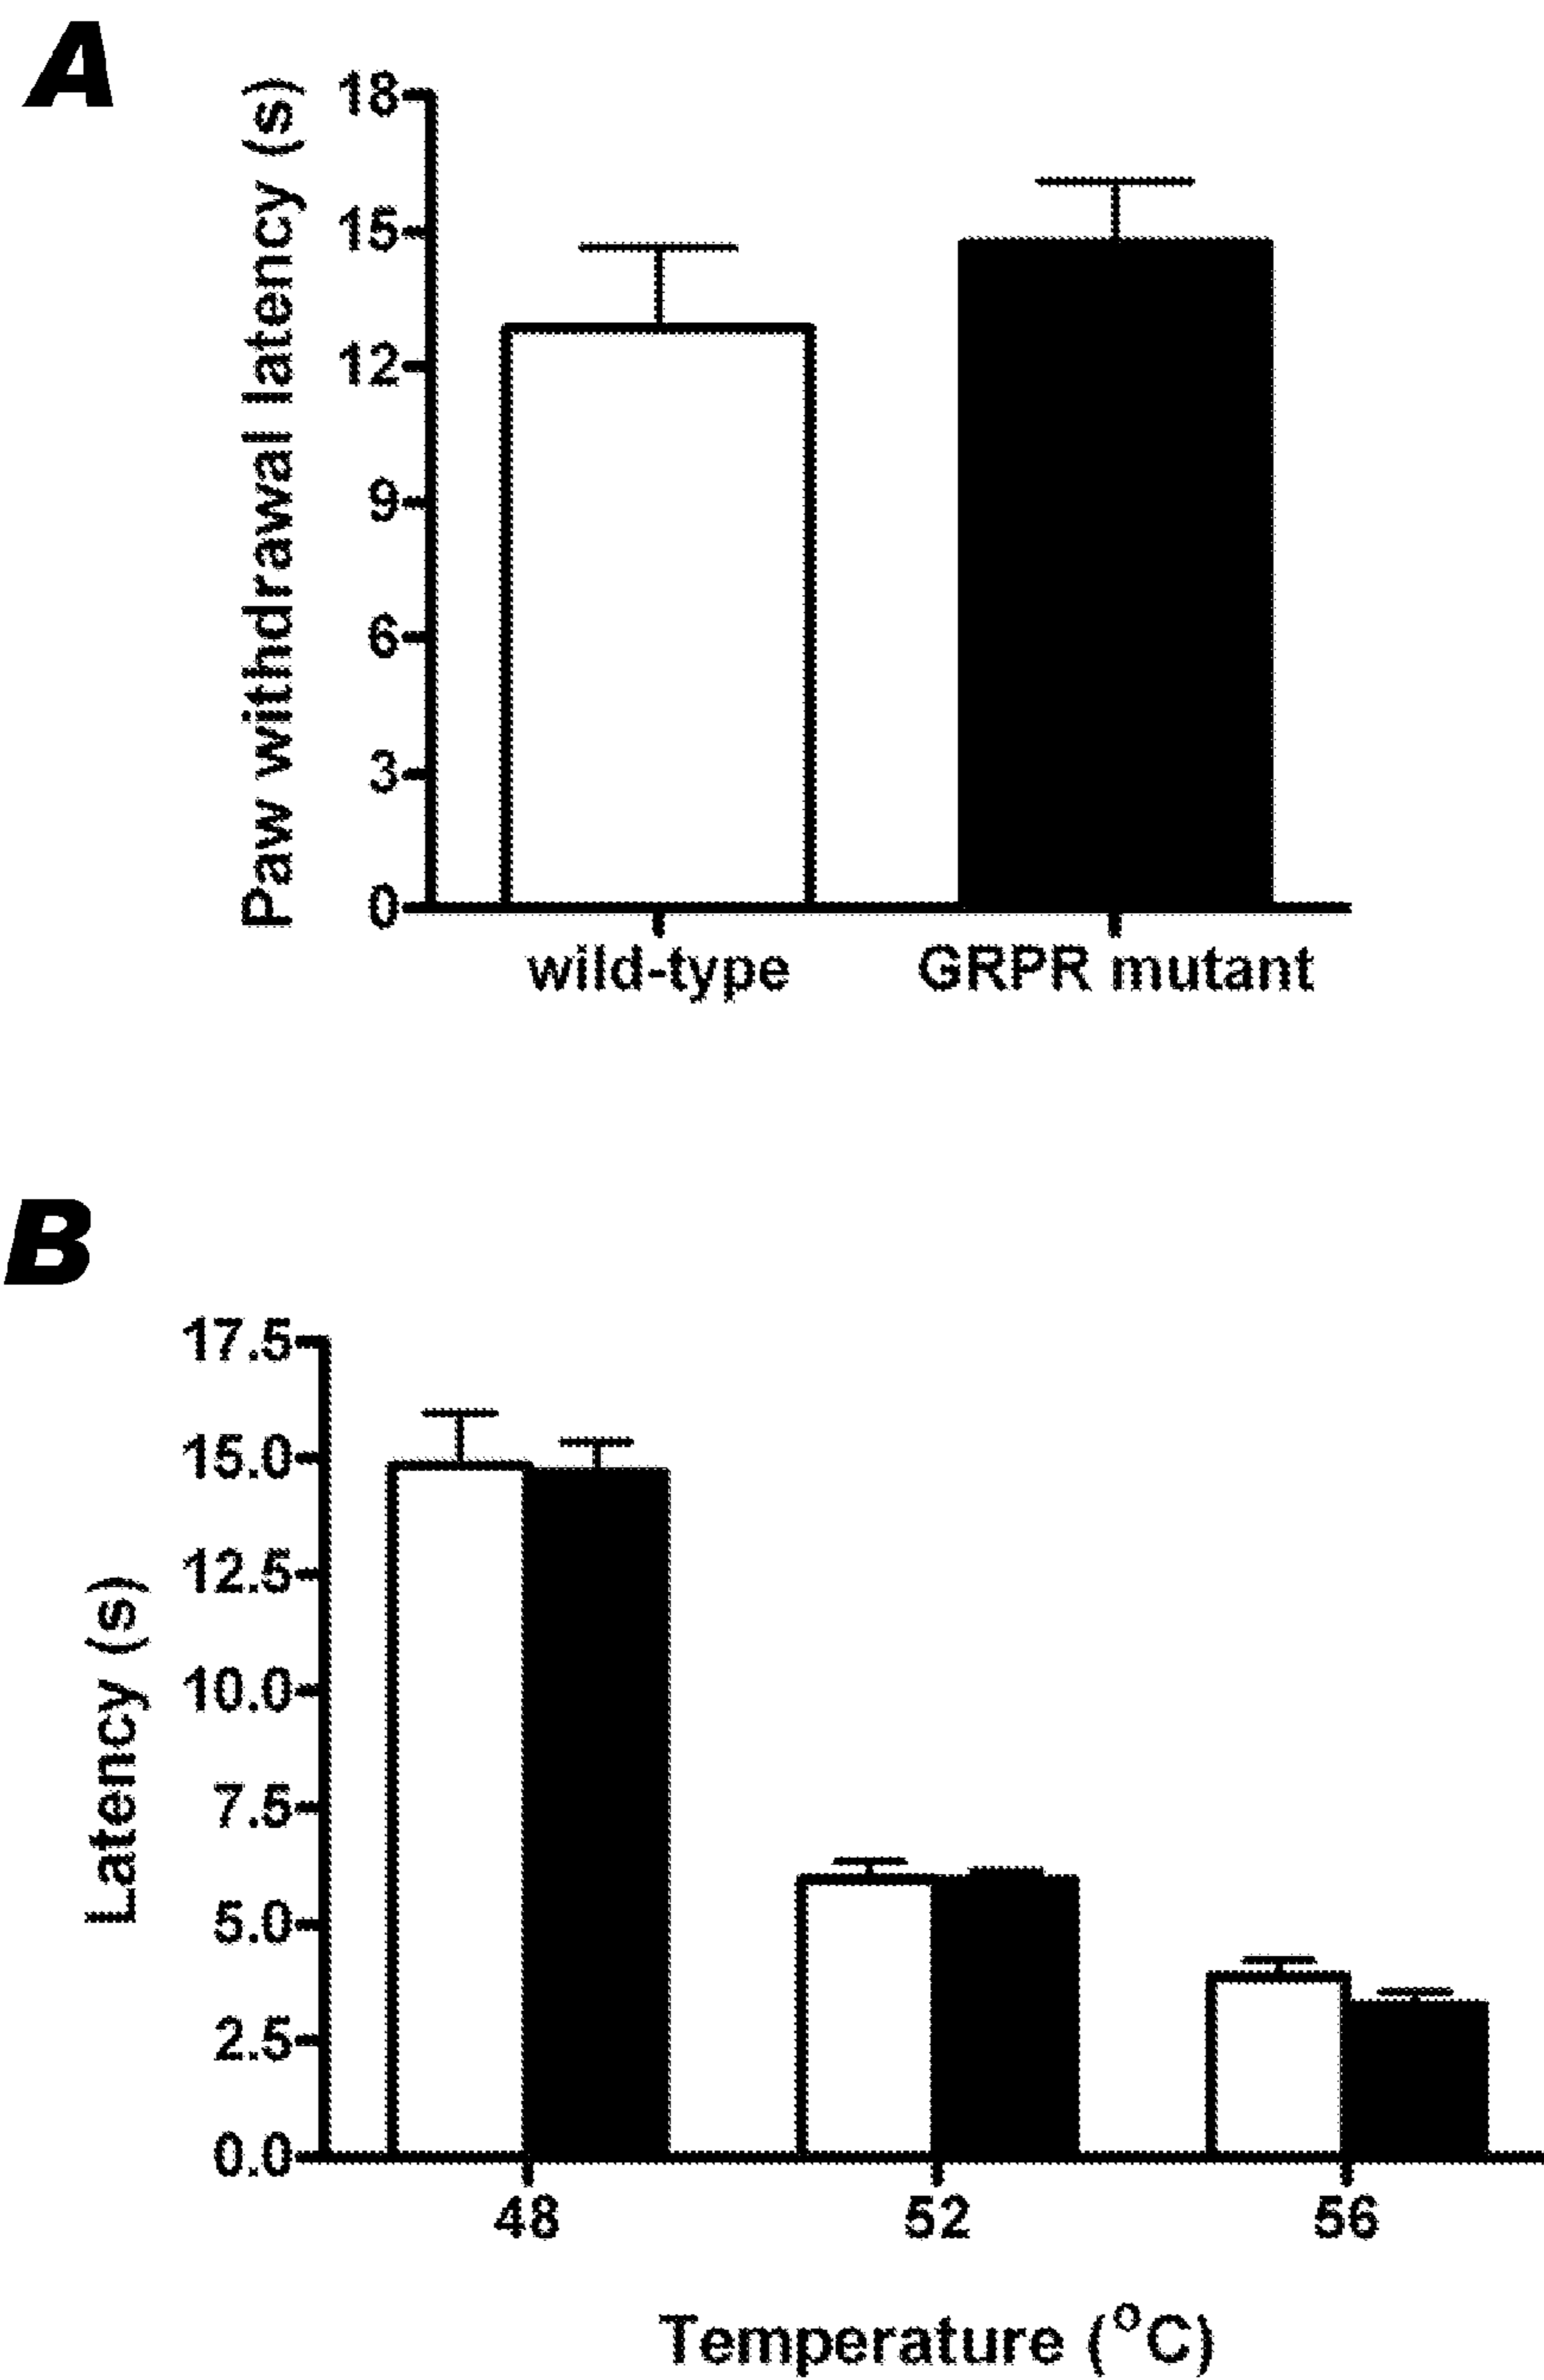 A
Paw withdrawal latency (s)
18
15
12
9
6
3
0
wild-type GRPR mutant
B
Latency (s)
17.5
15.0
12.5
10.0
7.5
5.0
2.5
0.0
48 52 56
Temperature (°C)